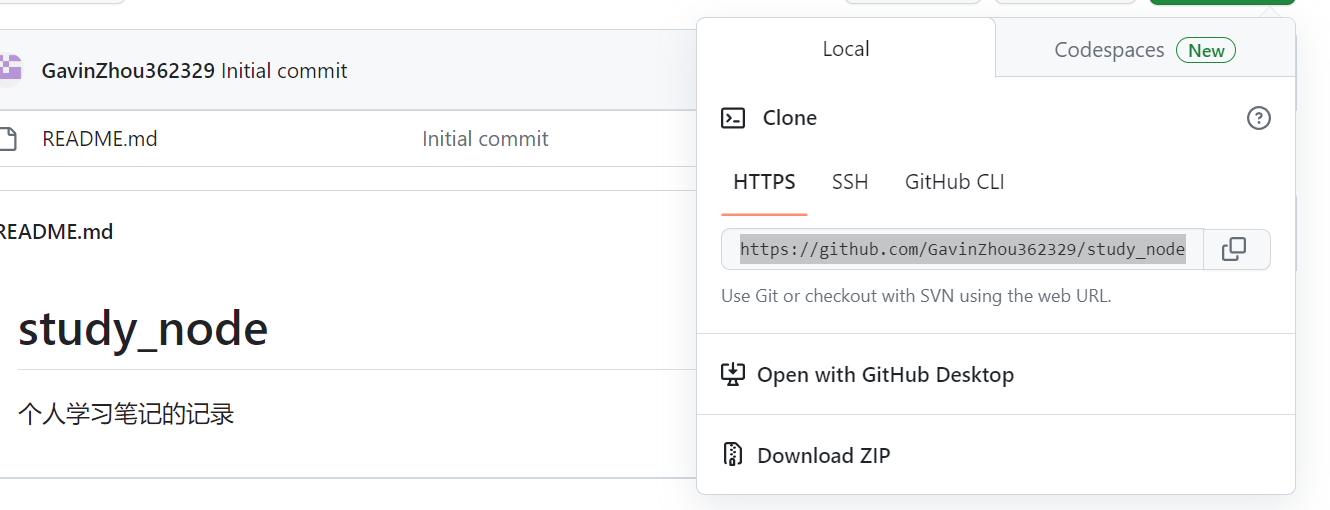 GavinZhou362329 Initial commit
README.md Initial commit
README.md
study_node
个人学习笔记的记录
Local
Codespaces New
Clone
HTTPS SSH GitHub CLI
https://github.com/GavinZhou362329/study_node
Use Git or checkout with SVN using the web URL.
Open with GitHub Desktop
Download ZIP